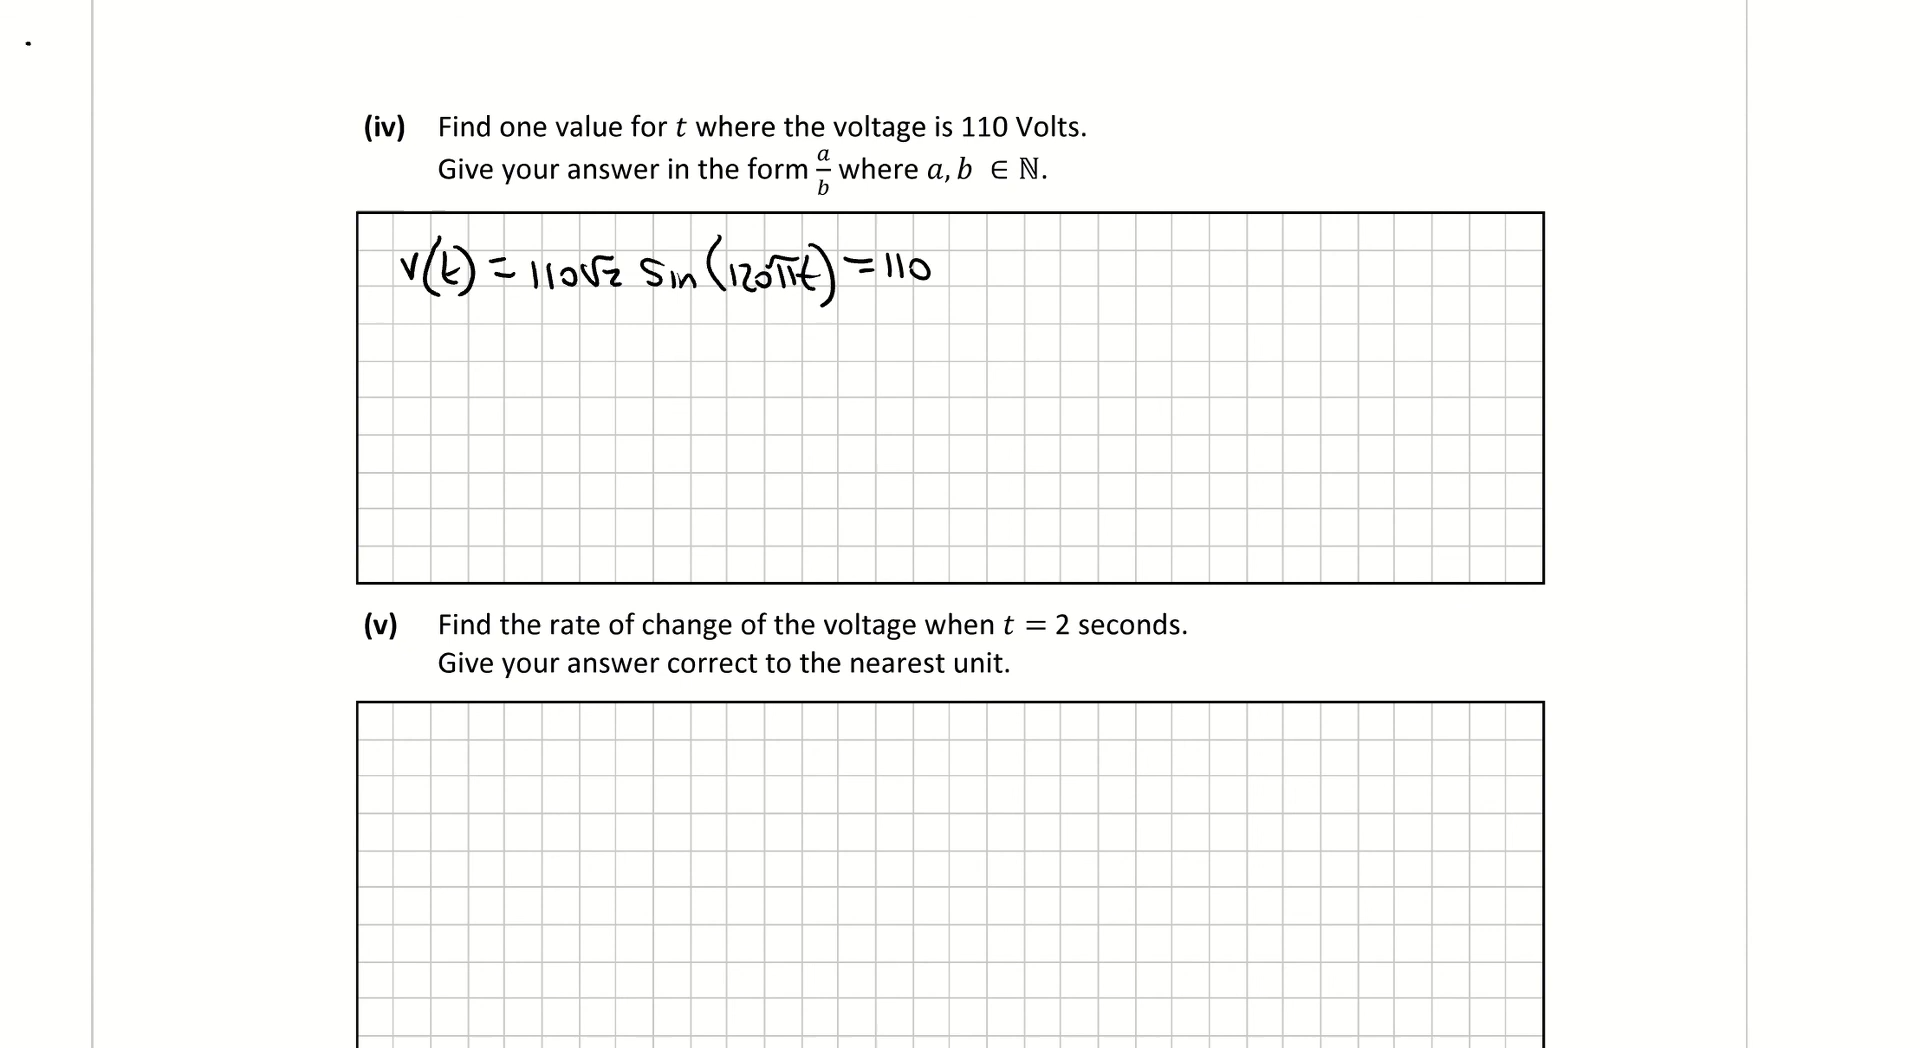 (iv) Find one value for t where the voltage is 110 Volts.
Give your answer in the form a/b where a, b ∈ ℕ.
v(t) = 110√2 Sin(120πt) = 110
(v) Find the rate of change of the voltage when t = 2 seconds.
Give your answer correct to the nearest unit.